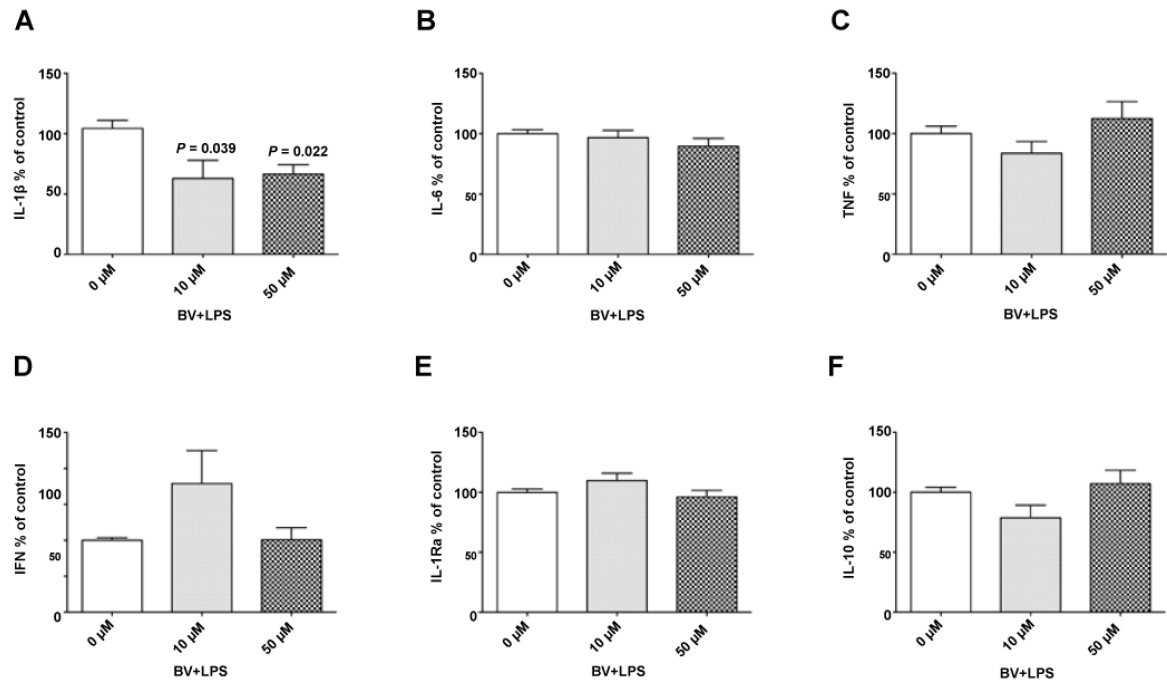 A
B
C
150
100
50
0
IL-1β % of control
P = 0.039
P = 0.022
0 µM
10 µM
50 µM
BV+LPS
150
100
50
0
IL-6 % of control
0 µM
10 µM
50 µM
BV+LPS
150
100
50
0
TNF % of control
0 µM
10 µM
50 µM
BV+LPS
D
E
F
150
100
50
0
IFN % of control
0 µM
10 µM
50 µM
BV+LPS
150
100
50
0
IL-1Ra % of control
0 µM
10 µM
50 µM
BV+LPS
150
100
50
0
IL-10 % of control
0 µM
10 µM
50 µM
BV+LPS